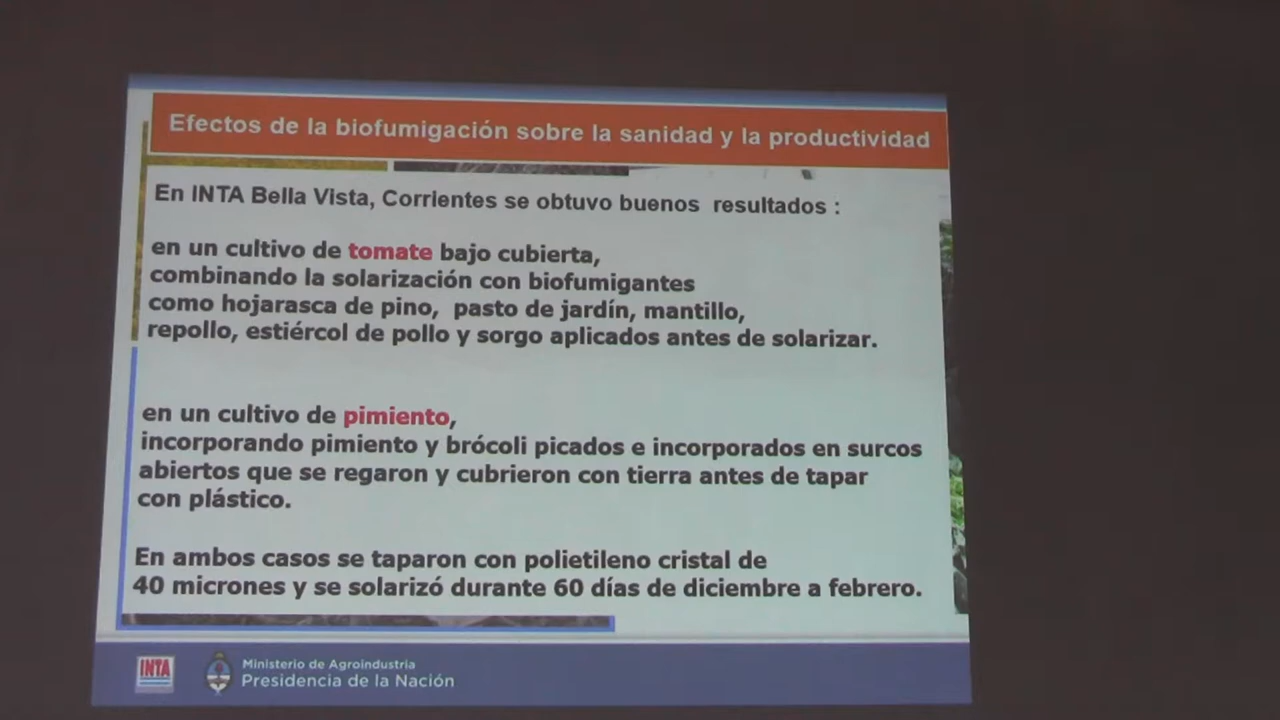 Efectos de la biofumigación sobre la sanidad y la productividad
En INTA Bella Vista, Corrientes se obtuvo buenos resultados :
en un cultivo de tomate bajo cubierta,
combinando la solarización con biofumigantes
como hojarasca de pino, pasto de jardín, mantillo,
repollo, estiércol de pollo y sorgo aplicados antes de solarizar.
en un cultivo de pimiento,
incorporando pimiento y brócoli picados e incorporados en surcos
abiertos que se regaron y cubrieron con tierra antes de tapar
con plástico.
En ambos casos se taparon con polietileno cristal de
40 micrones y se solarizó durante 60 días de diciembre a febrero.
INTA
Ministerio de Agroindustria
Presidencia de la Nación